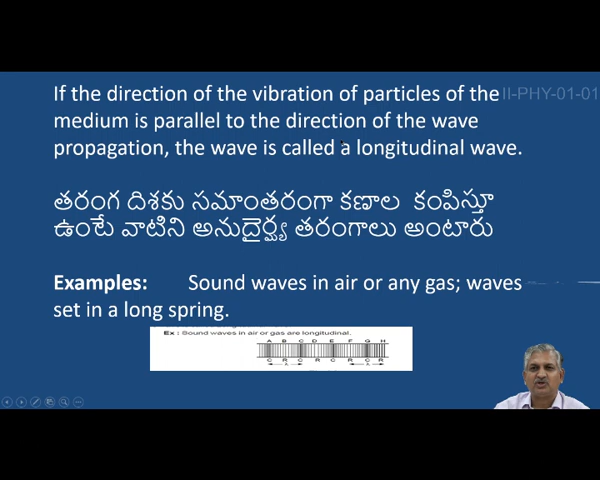 II-PHY-01-01
If the direction of the vibration of particles of the
medium is parallel to the direction of the wave
propagation, the wave is called a longitudinal wave.
తరంగ దిశకు సమాంతరంగా కణాల కంపిస్తూ
ఉంటే వాటిని అనుదైర్ఘ్య తరంగాలు అంటారు
Examples: Sound waves in air or any gas; waves
set in a long spring.
Ex : Sound waves in air or gas are longitudinal.
A B C D E F G H
C R C R C R C R
λ λ